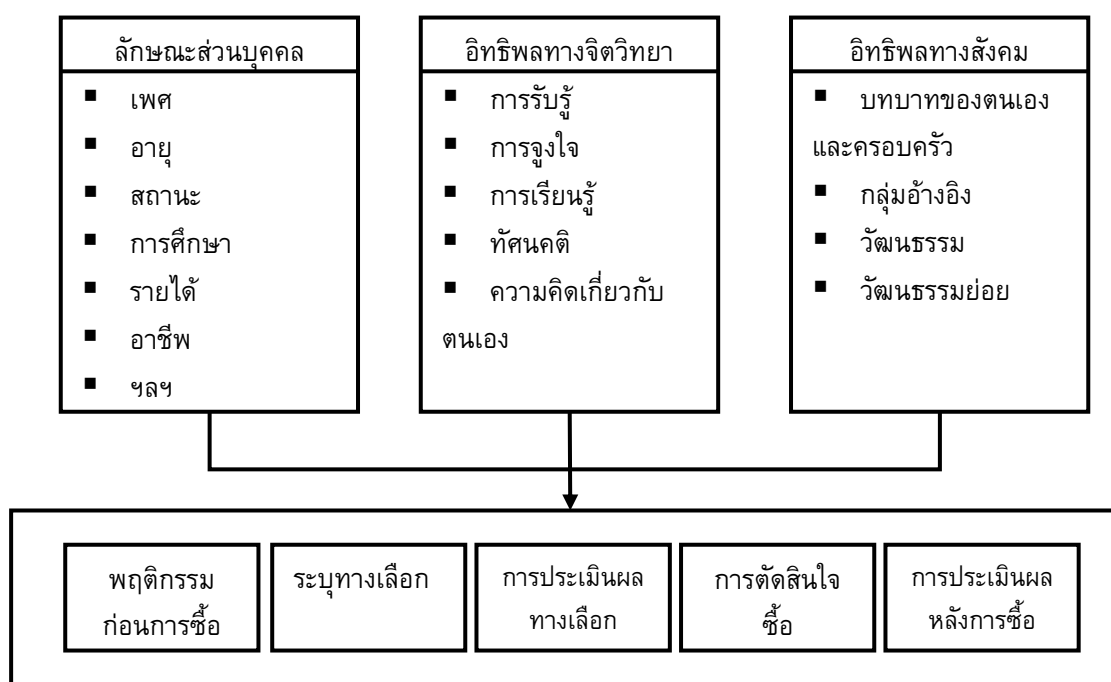 ลักษณะส่วนบุคคล
▪ เพศ
▪ อายุ
▪ สถานะ
▪ การศึกษา
▪ รายได้
▪ อาชีพ
▪ ฯลฯ
อิทธิพลทางจิตวิทยา
▪ การรับรู้
▪ การจูงใจ
▪ การเรียนรู้
▪ ทัศนคติ
▪ ความคิดเกี่ยวกับ
ตนเอง
อิทธิพลทางสังคม
▪ บทบาทของตนเอง
และครอบครัว
▪ กลุ่มอ้างอิง
▪ วัฒนธรรม
▪ วัฒนธรรมย่อย
พฤติกรรม
ก่อนการซื้อ
ระบุทางเลือก
การประเมินผล
ทางเลือก
การตัดสินใจ
ซื้อ
การประเมินผล
หลังการซื้อ